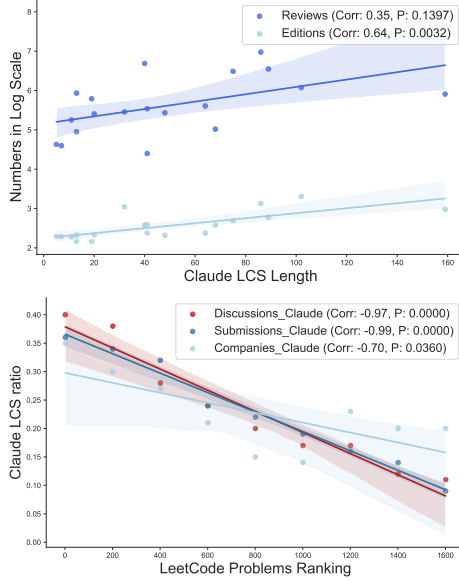 Reviews (Corr: 0.35, P: 0.1397)
Editions (Corr: 0.64, P: 0.0032)
Numbers in Log Scale
8
7
6
5
4
3
2
0 20 40 60 80 100 120 140 160
Claude LCS Length
Discussions_Claude (Corr: -0.97, P: 0.0000)
Submissions_Claude (Corr: -0.99, P: 0.0000)
Companies_Claude (Corr: -0.70, P: 0.0360)
Claude LCS ratio
0.40
0.35
0.30
0.25
0.20
0.15
0.10
0.05
0.00
0 200 400 600 800 1000 1200 1400 1600
LeetCode Problems Ranking